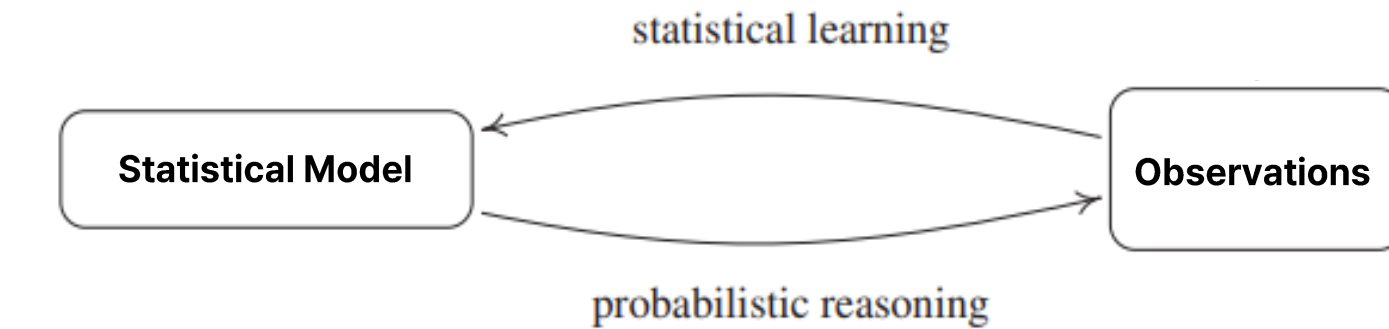 statistical learning
Statistical Model
Observations
probabilistic reasoning